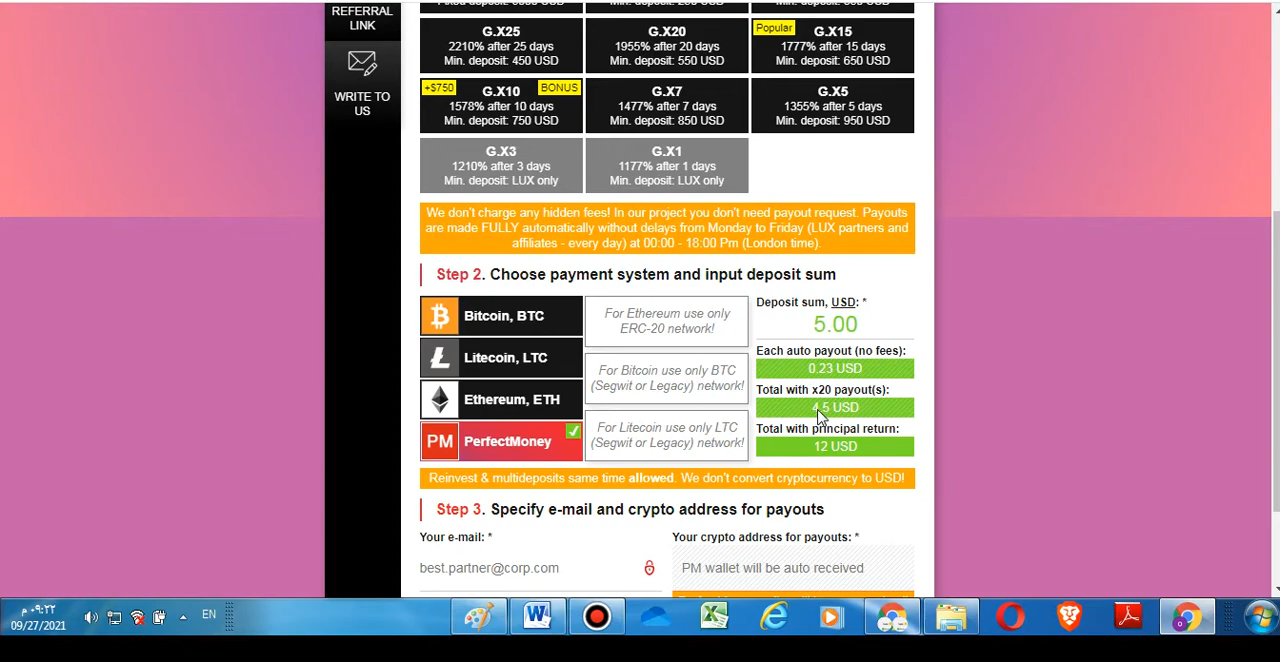 REFERRAL
LINK
WRITE TO
US
G.X25
2210% after 25 days
Min. deposit: 450 USD
G.X20
1955% after 20 days
Min. deposit: 550 USD
Popular
G.X15
1777% after 15 days
Min. deposit: 650 USD
+$750
BONUS
G.X10
1578% after 10 days
Min. deposit: 750 USD
G.X7
1477% after 7 days
Min. deposit: 850 USD
G.X5
1355% after 5 days
Min. deposit: 950 USD
G.X3
1210% after 3 days
Min. deposit: LUX only
G.X1
1177% after 1 days
Min. deposit: LUX only
We don't charge any hidden fees! In our project you don't need payout request. Payouts
are made FULLY automatically without delays from Monday to Friday (LUX partners and
affiliates - every day) at 00:00 - 18:00 Pm (London time).
Step 2. Choose payment system and input deposit sum
Bitcoin, BTC
Litecoin, LTC
Ethereum, ETH
PM PerfectMoney
For Ethereum use only
ERC-20 network!
For Bitcoin use only BTC
(Segwit or Legacy) network!
For Litecoin use only LTC
(Segwit or Legacy) network!
Deposit sum, USD: *
5.00
Each auto payout (no fees):
0.23 USD
Total with x20 payout(s):
4.5 USD
Total with principal return:
12 USD
Reinvest & multideposits same time allowed. We don't convert cryptocurrency to USD!
Step 3. Specify e-mail and crypto address for payouts
Your e-mail: *
best.partner@corp.com
Your crypto address for payouts: *
PM wallet will be auto received
٠٩:٢٢ م
09/27/2021
EN